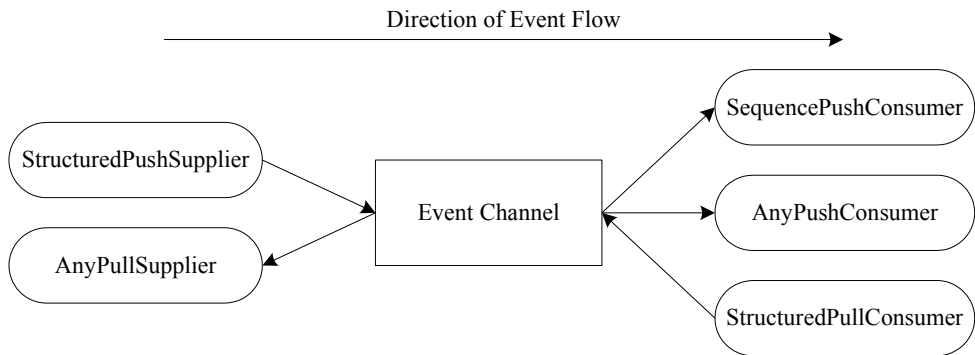 Direction of Event Flow
SequencePushConsumer
StructuredPushSupplier
Event Channel
AnyPushConsumer
AnyPullSupplier
StructuredPullConsumer